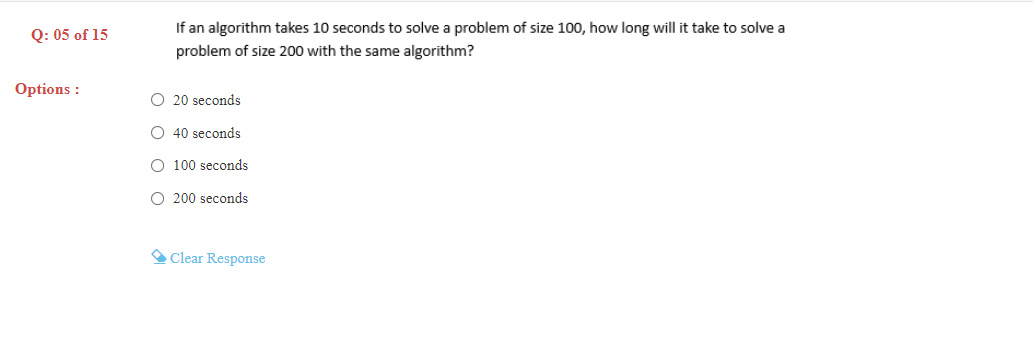 Q: 05 of 15
If an algorithm takes 10 seconds to solve a problem of size 100, how long will it take to solve a
problem of size 200 with the same algorithm?
Options :
20 seconds
40 seconds
100 seconds
200 seconds
Clear Response